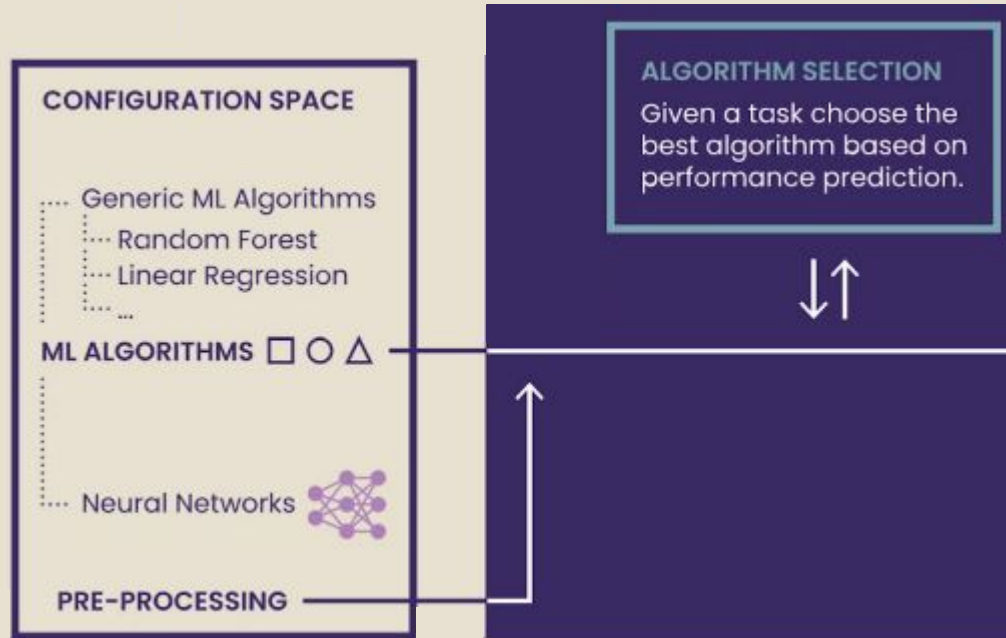 CONFIGURATION SPACE
Generic ML Algorithms
Random Forest
Linear Regression
...
ML ALGORITHMS
Neural Networks
PRE-PROCESSING
ALGORITHM SELECTION
Given a task choose the
best algorithm based on
performance prediction.